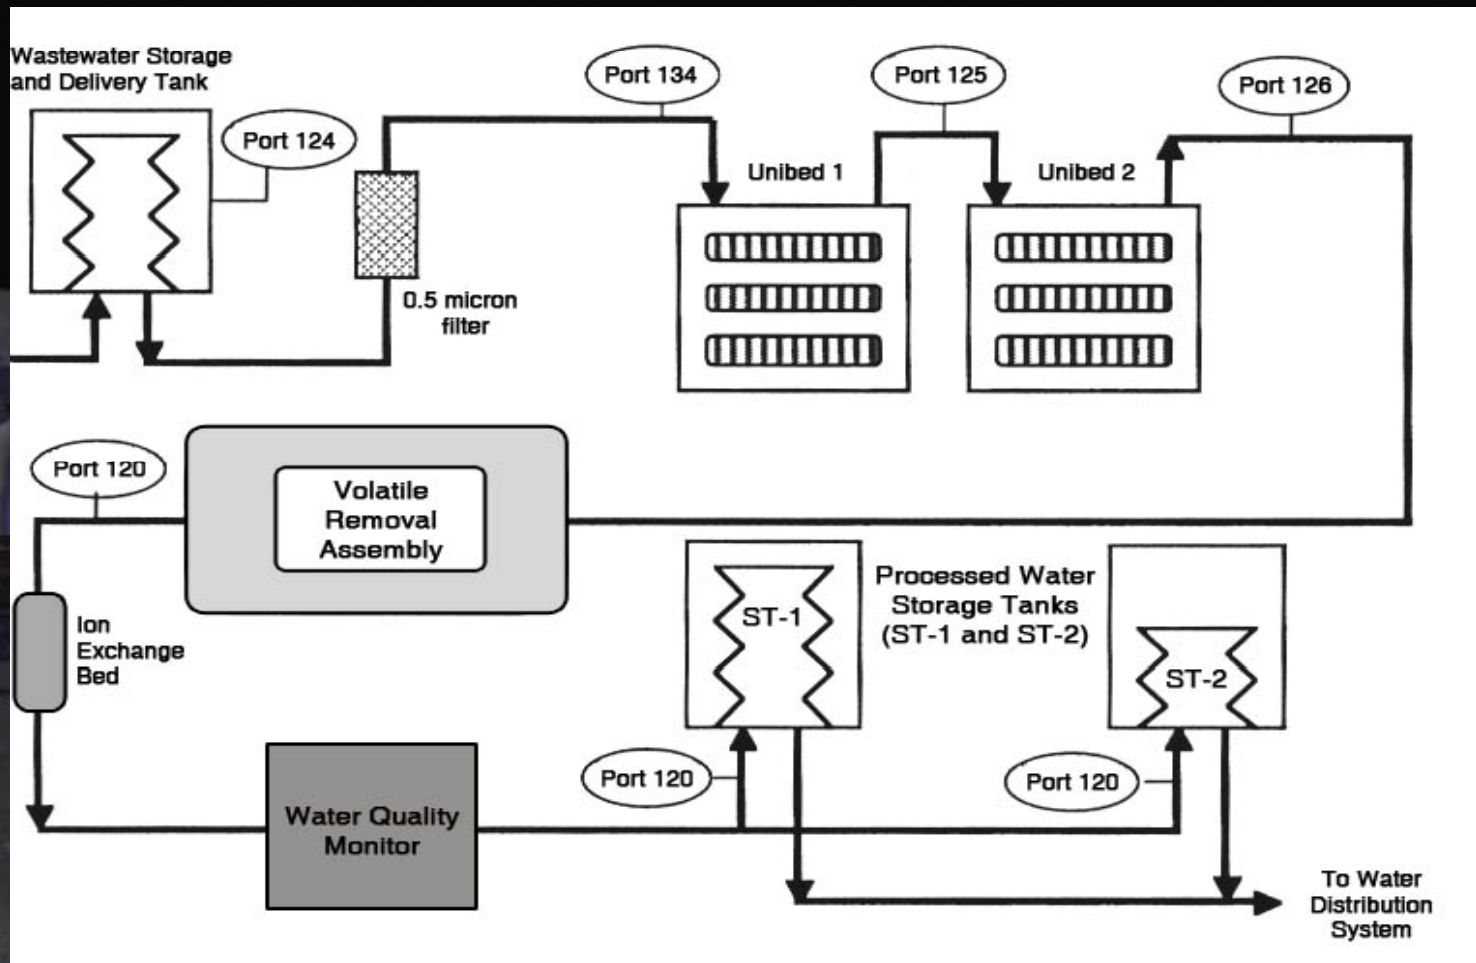 Wastewater Storage
and Delivery Tank
Port 124
Port 134
Port 125
Port 126
0.5 micron
filter
Unibed 1
Unibed 2
Port 120
Volatile
Removal
Assembly
Ion
Exchange
Bed
Water Quality
Monitor
ST-1
Processed Water
Storage Tanks
(ST-1 and ST-2)
ST-2
Port 120
Port 120
To Water
Distribution
System